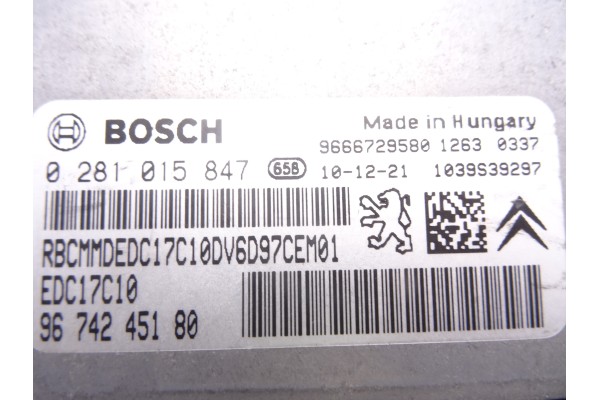 BOSCH Made in Hungary
9666729580 1263 0337
0 281 015 847 658 10-12-21 1039S39297
RBCMMDEDC17C10DV6D97CEM01
EDC17C10
96 742 451 80